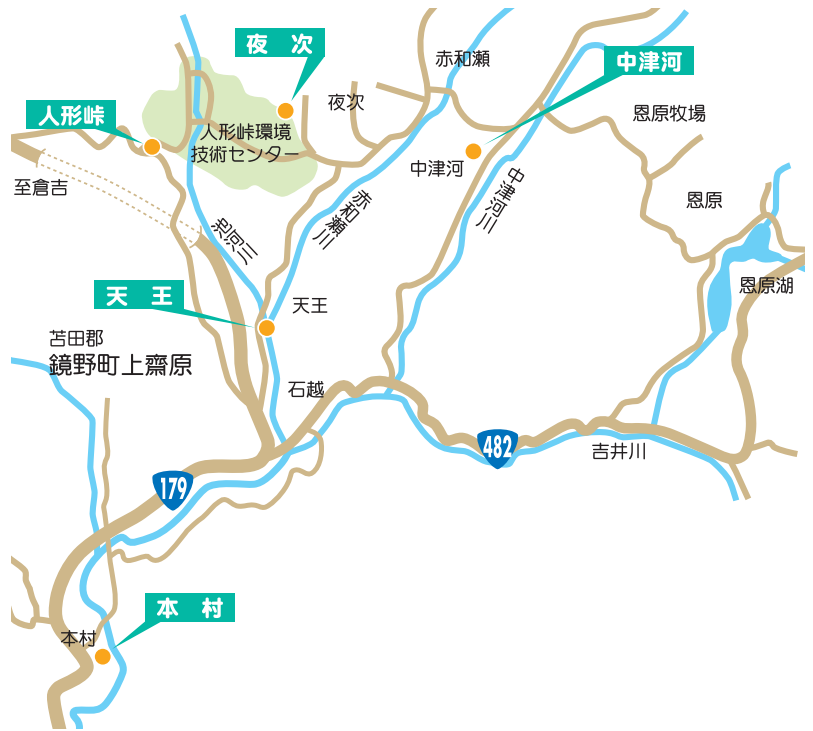 夜 次
赤和瀬
中津河
夜次
人形峠
恩原牧場
人形峠環境
技術センター
中津河
至倉吉
中津河川
赤和瀬川
恩原
池河川
恩原湖
天 王
天王
苫田郡
鏡野町上齋原
石越
482
吉井川
179
本 村
本村